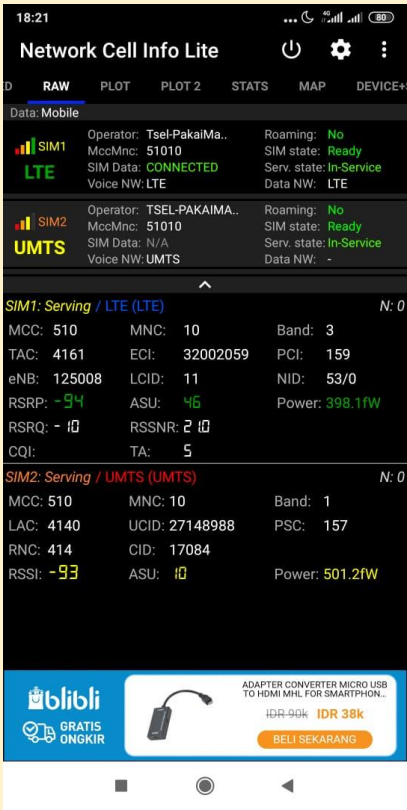 18:21 ... 4G 80
Network Cell Info Lite
ED RAW PLOT PLOT 2 STATS MAP DEVICE+S
Data: Mobile
SIM1 Operator: Tsel-PakaiMa.. Roaming: No
MccMnc: 51010 SIM state: Ready
LTE SIM Data: CONNECTED Serv. state: In-Service
Voice NW: LTE Data NW: LTE
SIM2 Operator: TSEL-PAKAIMA.. Roaming: No
MccMnc: 51010 SIM state: Ready
UMTS SIM Data: N/A Serv. state: In-Service
Voice NW: UMTS Data NW: -
SIM1: Serving / LTE (LTE) N: 0
MCC: 510 MNC: 10 Band: 3
TAC: 4161 ECI: 32002059 PCI: 159
eNB: 125008 LCID: 11 NID: 53/0
RSRP: -94 ASU: 46 Power: 398.1fW
RSRQ: -10 RSSNR: 210
CQI: TA: 5
SIM2: Serving / UMTS (UMTS) N: 0
MCC: 510 MNC: 10 Band: 1
LAC: 4140 UCID: 27148988 PSC: 157
RNC: 414 CID: 17084
RSSI: -93 ASU: 10 Power: 501.2fW
blibli
GRATIS
ONGKIR
ADAPTER CONVERTER MICRO USB
TO HDMI MHL FOR SMARTPHON...
IDR 90k IDR 38k
BELI SEKARANG